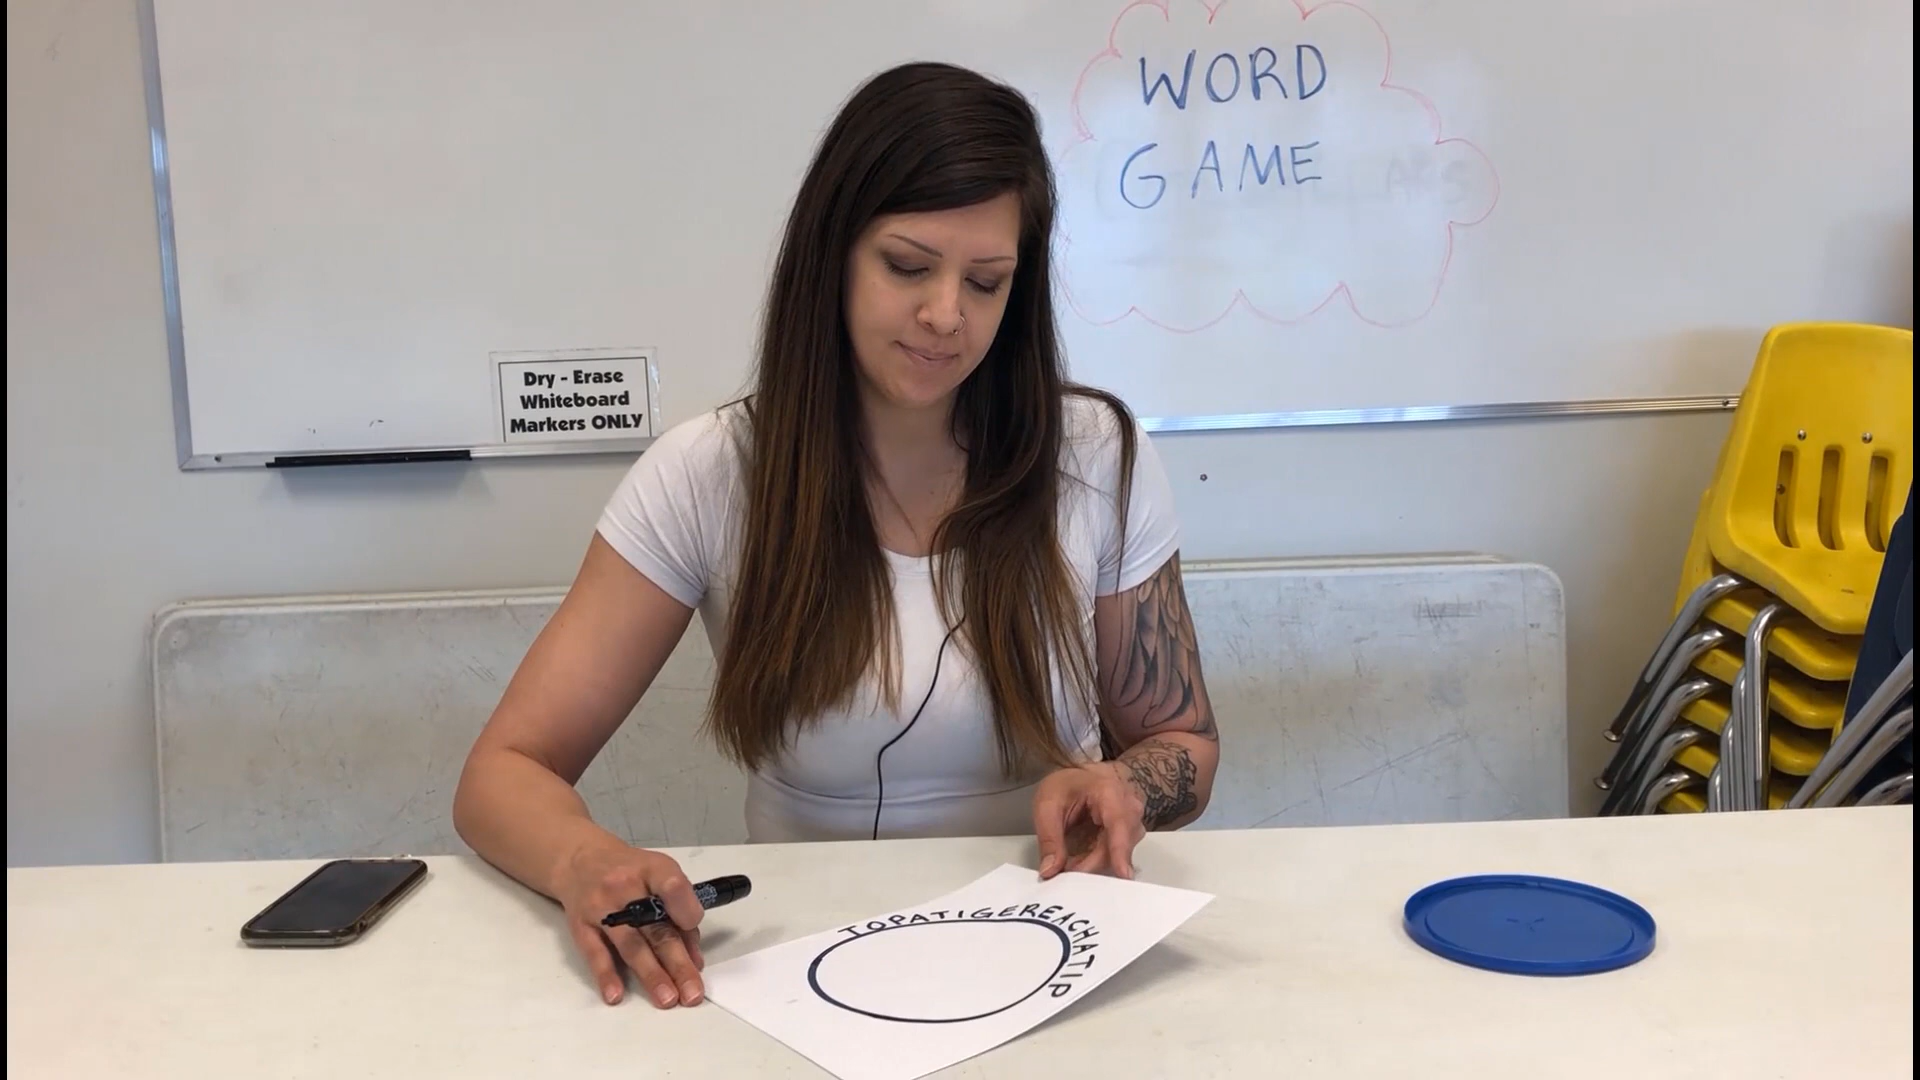 WORD
GAME
Dry - Erase
Whiteboard
Markers ONLY
TOPATIGEREACHATIP